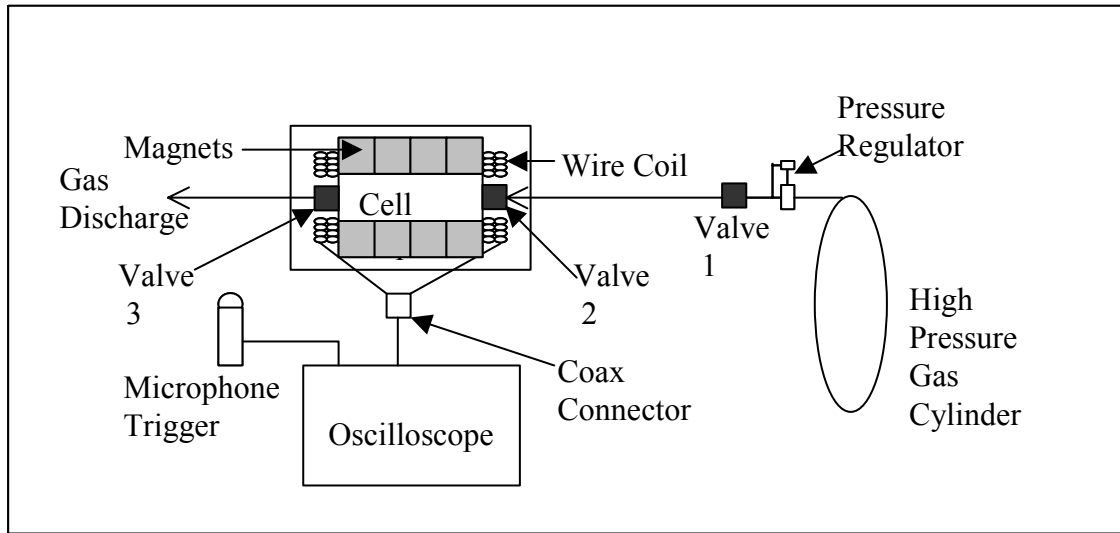 Pressure
Regulator
Magnets
Wire Coil
Gas
Discharge
Cell
Valve
1
Valve
3
Valve
2
High
Pressure
Gas
Cylinder
Microphone
Trigger
Coax
Connector
Oscilloscope